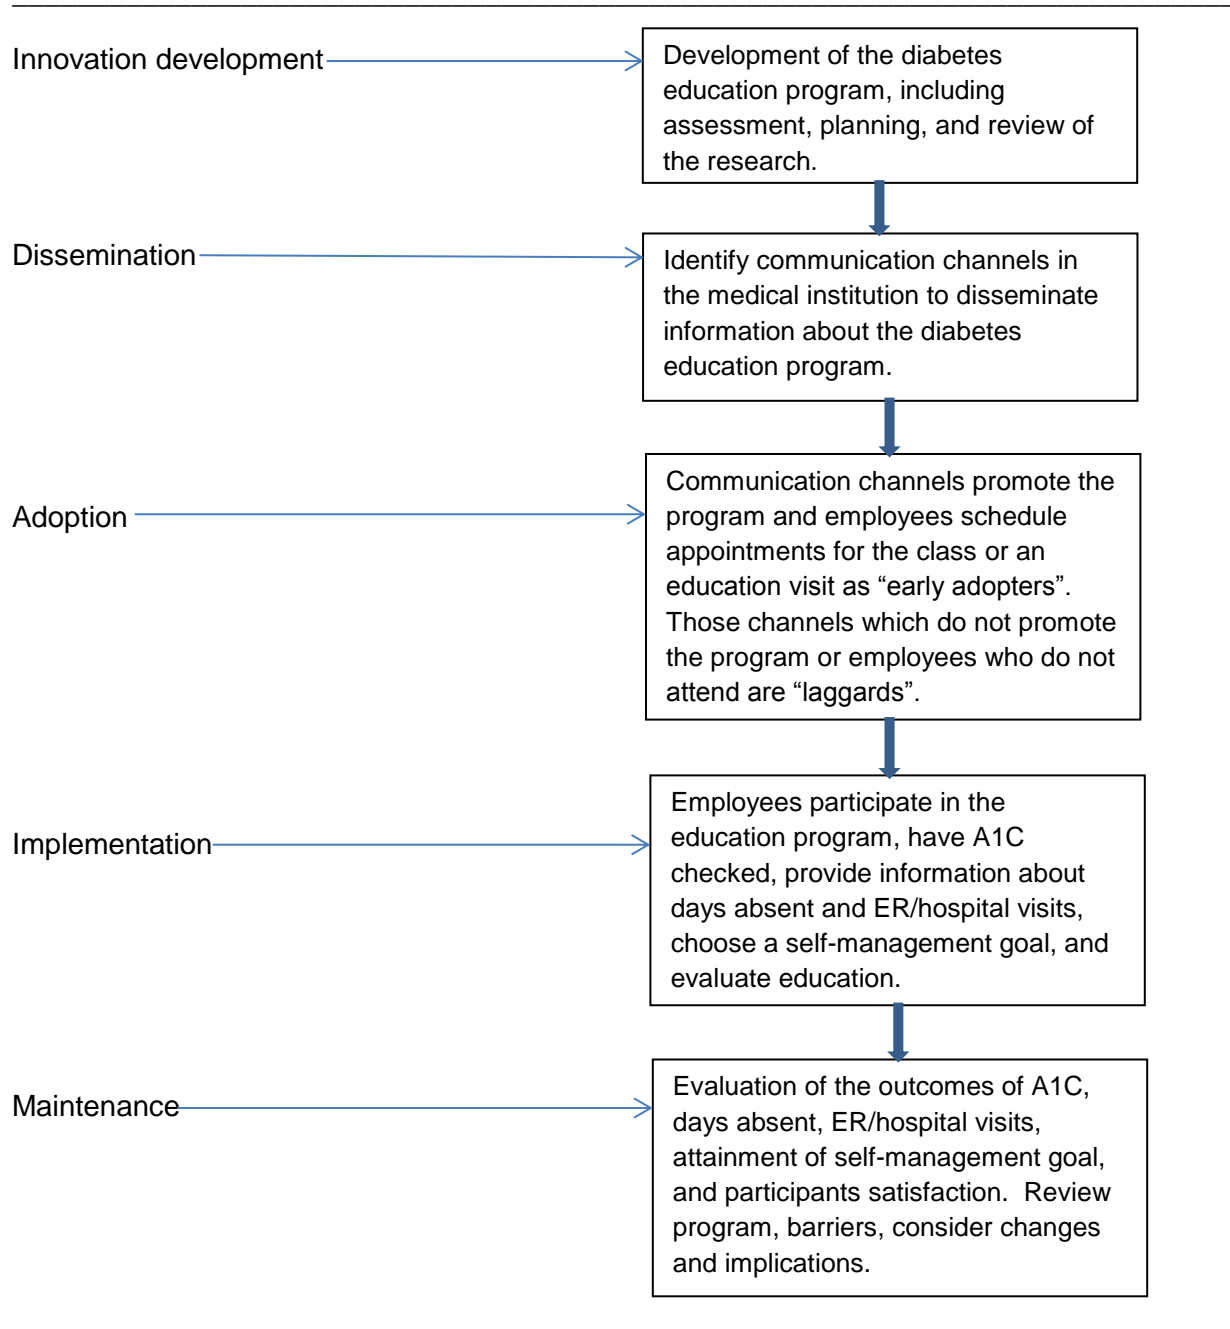 Innovation development
Development of the diabetes
education program, including
assessment, planning, and review of
the research.
Dissemination
Identify communication channels in
the medical institution to disseminate
information about the diabetes
education program.
Adoption
Communication channels promote the
program and employees schedule
appointments for the class or an
education visit as “early adopters”.
Those channels which do not promote
the program or employees who do not
attend are “laggards”.
Implementation
Employees participate in the
education program, have A1C
checked, provide information about
days absent and ER/hospital visits,
choose a self-management goal, and
evaluate education.
Maintenance
Evaluation of the outcomes of A1C,
days absent, ER/hospital visits,
attainment of self-management goal,
and participants satisfaction.  Review
program, barriers, consider changes
and implications.